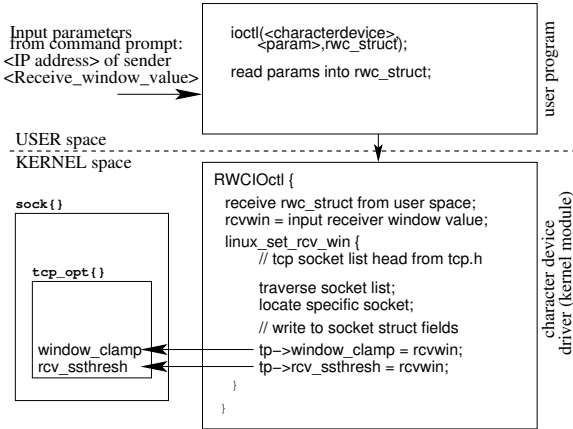 Input parameters
from command prompt:
<IP address> of sender
<Receive_window_value>
ioctl(<characterdevice>,
<param>,rwc_struct);
read params into rwc_struct;
user program
USER space
KERNEL space
sock{}
tcp_opt{}
window_clamp
rcv_ssthresh
RWCIOctl {
receive rwc_struct from user space;
rcvwin = input receiver window value;
linux_set_rcv_win {
// tcp socket list head from tcp.h
traverse socket list;
locate specific socket;
// write to socket struct fields
tp->window_clamp = rcvwin;
tp->rcv_ssthresh = rcvwin;
}
}
character device
driver (kernel module)